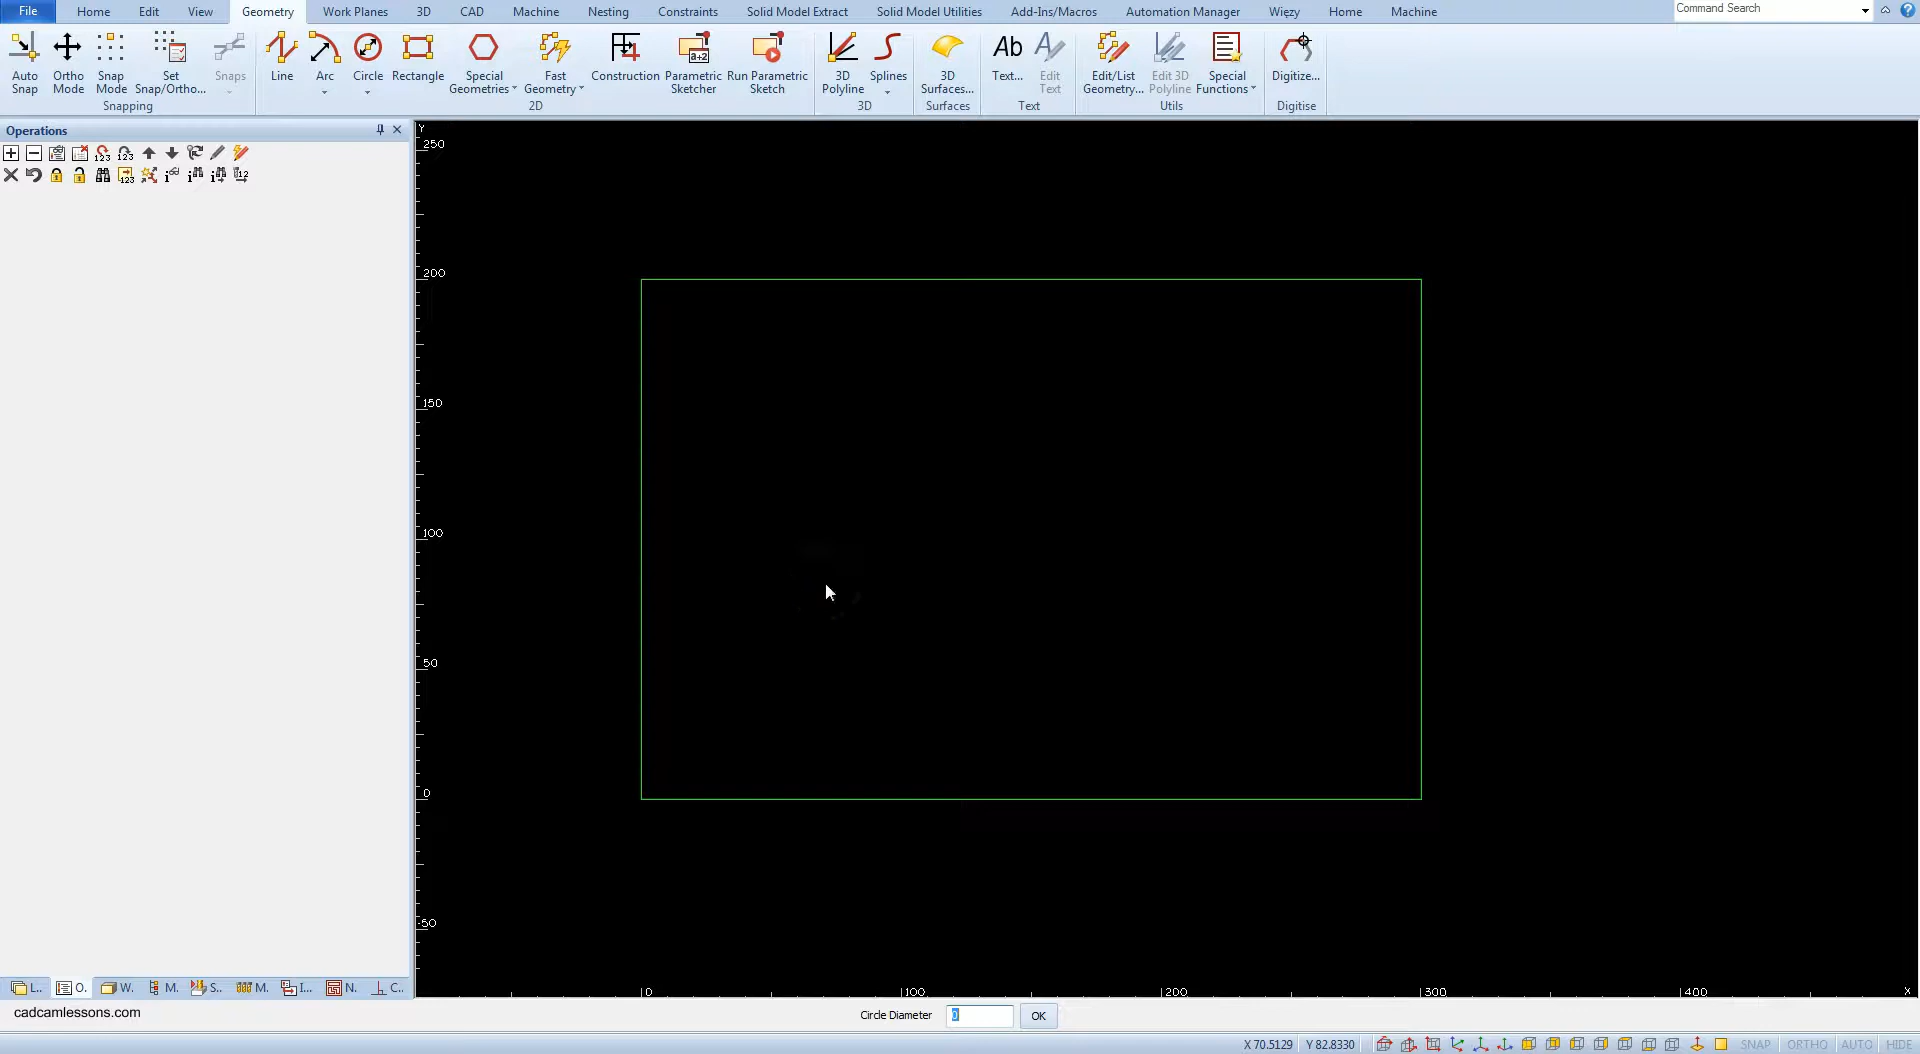 File Home Edit View Geometry Work Planes 3D CAD Machine Nesting Constraints Solid Model Extract Solid Model Utilities Add-Ins/Macros Automation Manager Więzy Home Machine Command Search
Auto Snap
Ortho Mode
Snap Mode
Set Snap/Ortho...
Snaps
Line
Arc
Circle
Rectangle
Special Geometries
Fast Geometry
Construction
Parametric Sketcher
Run Parametric Sketch
3D Polyline
Splines
3D Surfaces...
Ab
Text...
Edit Text
Edit/List Geometry...
Edit 3D Polyline
Special Functions
Digitize...
Snapping 2D 3D Surfaces Text Utils Digitise
Operations
Y
250
200
150
100
50
0
-50
0 100 200 300 400 X
L.. O. W. M. S.. M. I... N. C..
cadcamlessons.com
Circle Diameter 0 OK
X 70.5129 Y 82.8330 SNAP ORTHO AUTO HIDE